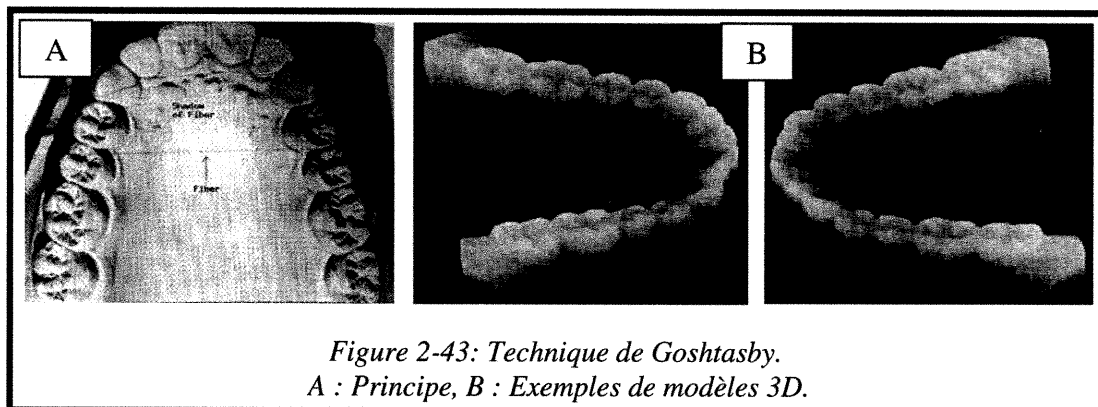 A
B
Shadow
of Fiber
Fiber
Figure 2-43: Technique de Goshtasby.
A : Principe, B : Exemples de modèles 3D.